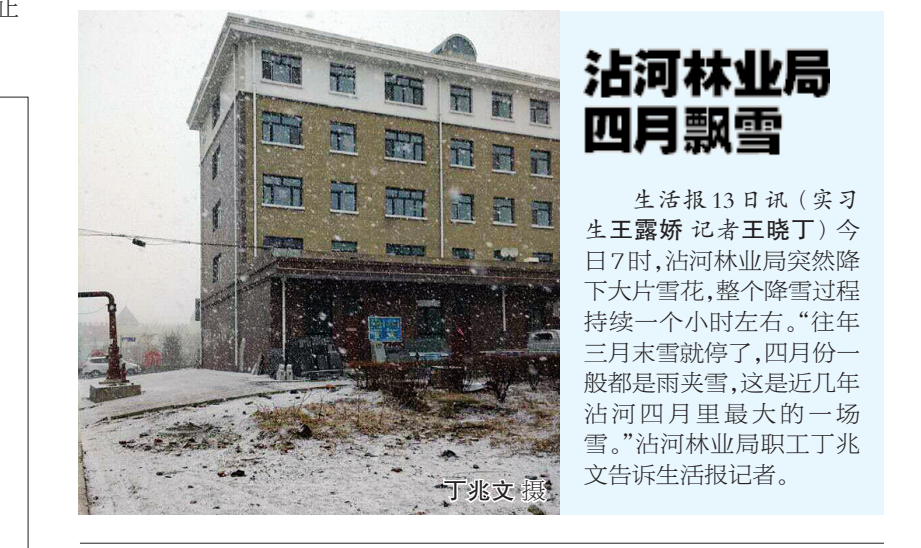 止
沾河林业局
四月飘雪
生活报13日讯（实习
生王露娇 记者王晓丁）今
日7时,沾河林业局突然降
下大片雪花,整个降雪过程
持续一个小时左右。“往年
三月末雪就停了,四月份一
般都是雨夹雪,这是近几年
沾河四月里最大的一场
雪。”沾河林业局职工丁兆
文告诉生活报记者。
丁兆文 摄